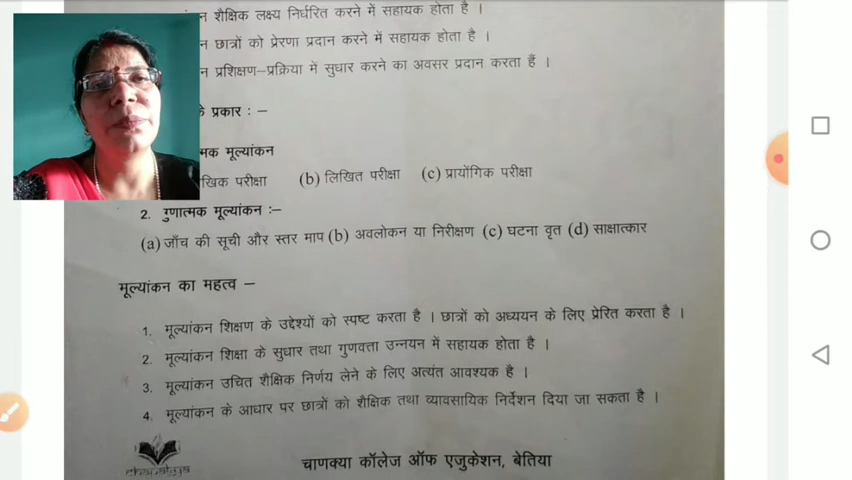 शैक्षिक लक्ष्य निर्धरित करने में सहायक होता है ।
छात्रों को प्रेरणा प्रदान करने में सहायक होता है ।
प्रशिक्षण–प्रक्रिया में सुधार करने का अवसर प्रदान करता हैं ।
प्रकार : –
मूल्यांकन
परीक्षा (b) लिखित परीक्षा (c) प्रायोंगिक परीक्षा
2. गुणात्मक मूल्यांकन :–
(a) जाँच की सूची और स्तर माप (b) अवलोकन या निरीक्षण (c) घटना वृत (d) साक्षात्कार
मूल्यांकन का महत्व –
1. मूल्यांकन शिक्षण के उद्देश्यों को स्पष्ट करता है । छात्रों को अध्ययन के लिए प्रेरित करता है ।
2. मूल्यांकन शिक्षा के सुधार तथा गुणवत्ता उन्नयन में सहायक होता है ।
3. मूल्यांकन उचित शैक्षिक निर्णय लेने के लिए अत्यंत आवश्यक है ।
4. मूल्यांकन के आधार पर छात्रों को शैक्षिक तथा व्यावसायिक निर्देशन दिया जा सकता है ।
चाणक्या कॉलेज ऑफ एजुकेशन, बेतिया